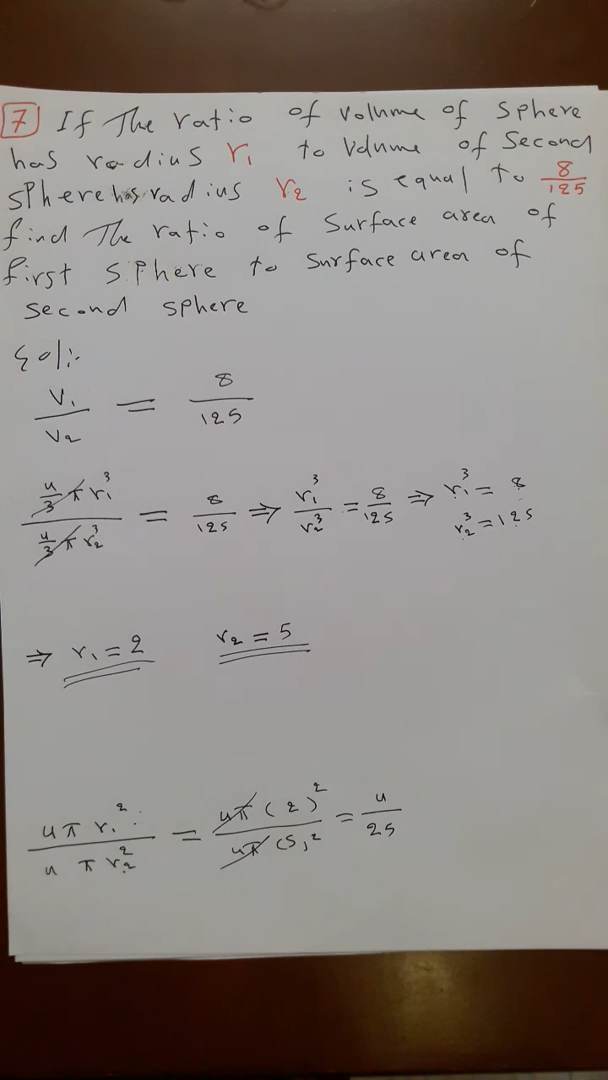 7 If The ratio of volume of sphere
has radius r₁ to volume of second
sphere has radius r₂ is equal to 8/125
find The ratio of surface area of
first sphere to surface area of
second sphere
Sol:-
V₁/V₂ = 8/125
(4/3 π r₁³)/(4/3 π r₂³) = 8/125 ⇒ r₁³/r₂³ = 8/125 ⇒ r₁³ = 8
r₂³ = 125
⇒ r₁ = 2 r₂ = 5
(4π r₁²)/(4 π r₂²) = (4π (2)²)/(4π (5)²) = 4/25